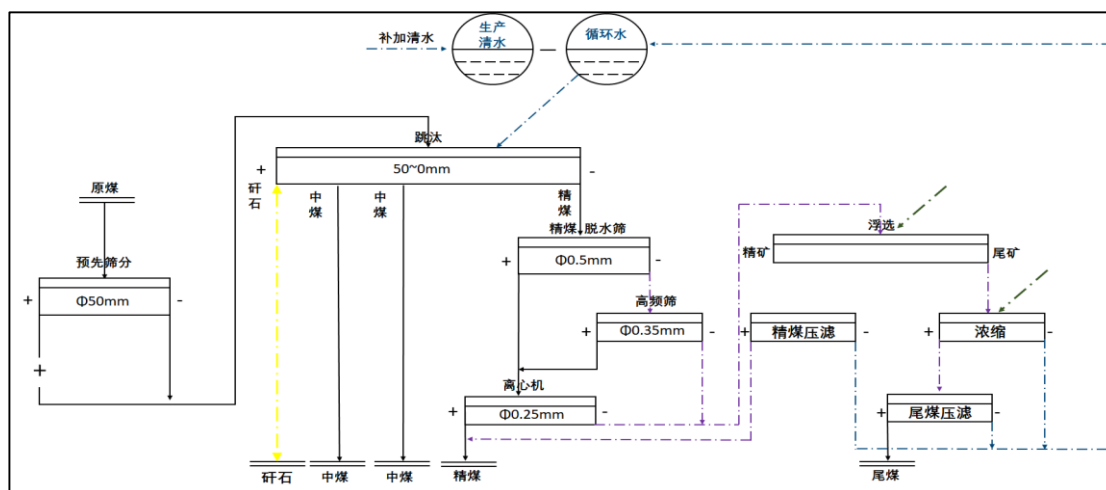 补加清水
生产
清水
循环水
跳汰
+ 50~0mm -
矸石
中煤
中煤
精煤
原煤
预先筛分
+ Φ50mm -
+
精煤 脱水筛
+ Φ0.5mm -
高频筛
+ Φ0.35mm -
离心机
+ Φ0.25mm -
浮选
精矿
尾矿
+ 精煤压滤 -
+ 浓缩 -
+ 尾煤压滤 -
矸石
中煤
中煤
精煤
尾煤